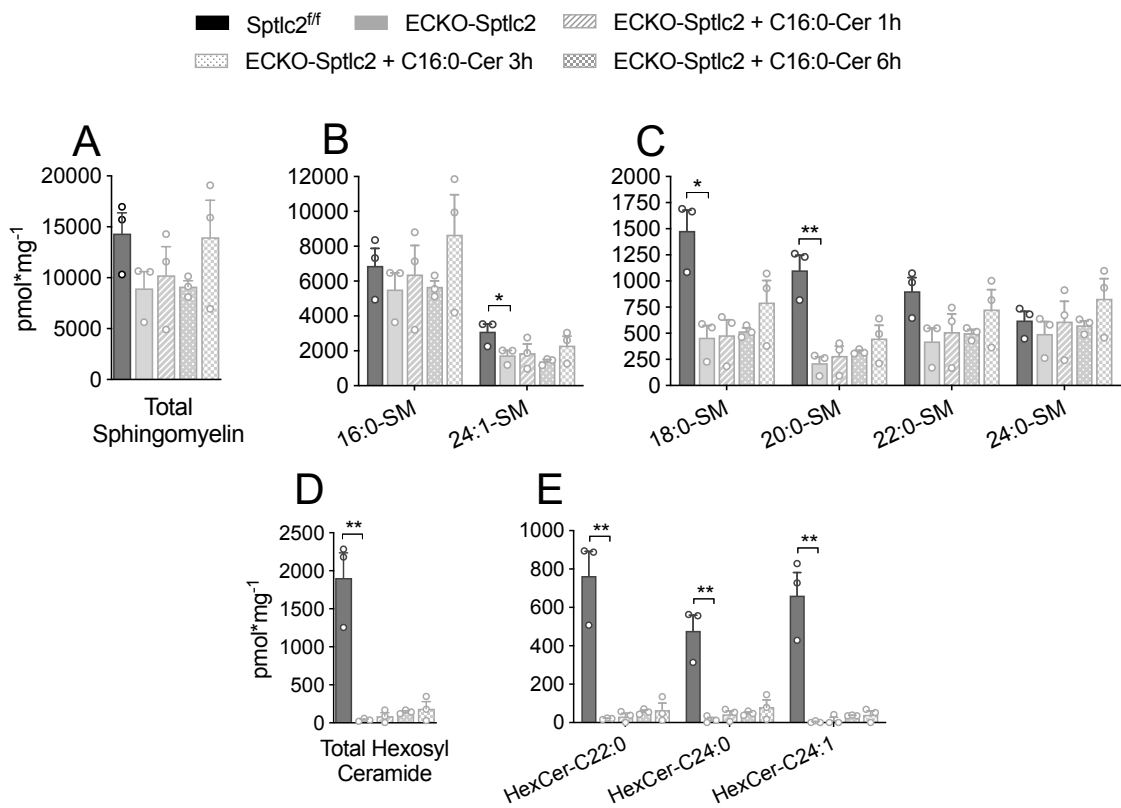 Sptlc2f/f ECKO-Sptlc2 ECKO-Sptlc2 + C16:0-Cer 1h
ECKO-Sptlc2 + C16:0-Cer 3h ECKO-Sptlc2 + C16:0-Cer 6h
A B C
pmol*mg-1
20000
15000
10000
5000
0
Total
Sphingomyelin
12000
10000
8000
6000
4000
2000
0
*
16:0-SM
24:1-SM
2000
1750
1500
1250
1000
750
500
250
0
*
**
18:0-SM
20:0-SM
22:0-SM
24:0-SM
D E
pmol*mg-1
2500
2000
1500
1000
500
0
**
Total Hexosyl
Ceramide
1000
800
600
400
200
0
**
**
**
HexCer-C22:0
HexCer-C24:0
HexCer-C24:1